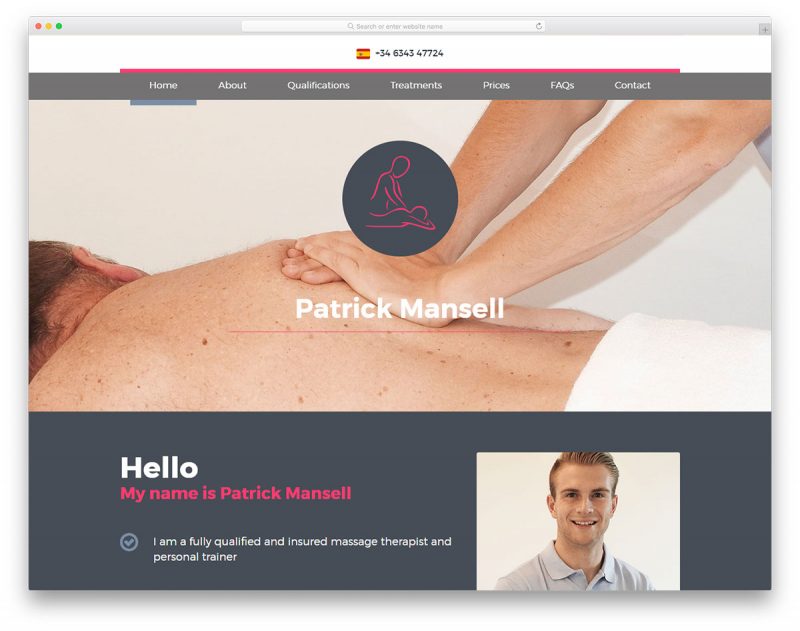 Search or enter website name
+34 6343 47724
Home About Qualifications Treatments Prices FAQs Contact
Patrick Mansell
Hello
My name is Patrick Mansell
I am a fully qualified and insured massage therapist and
personal trainer